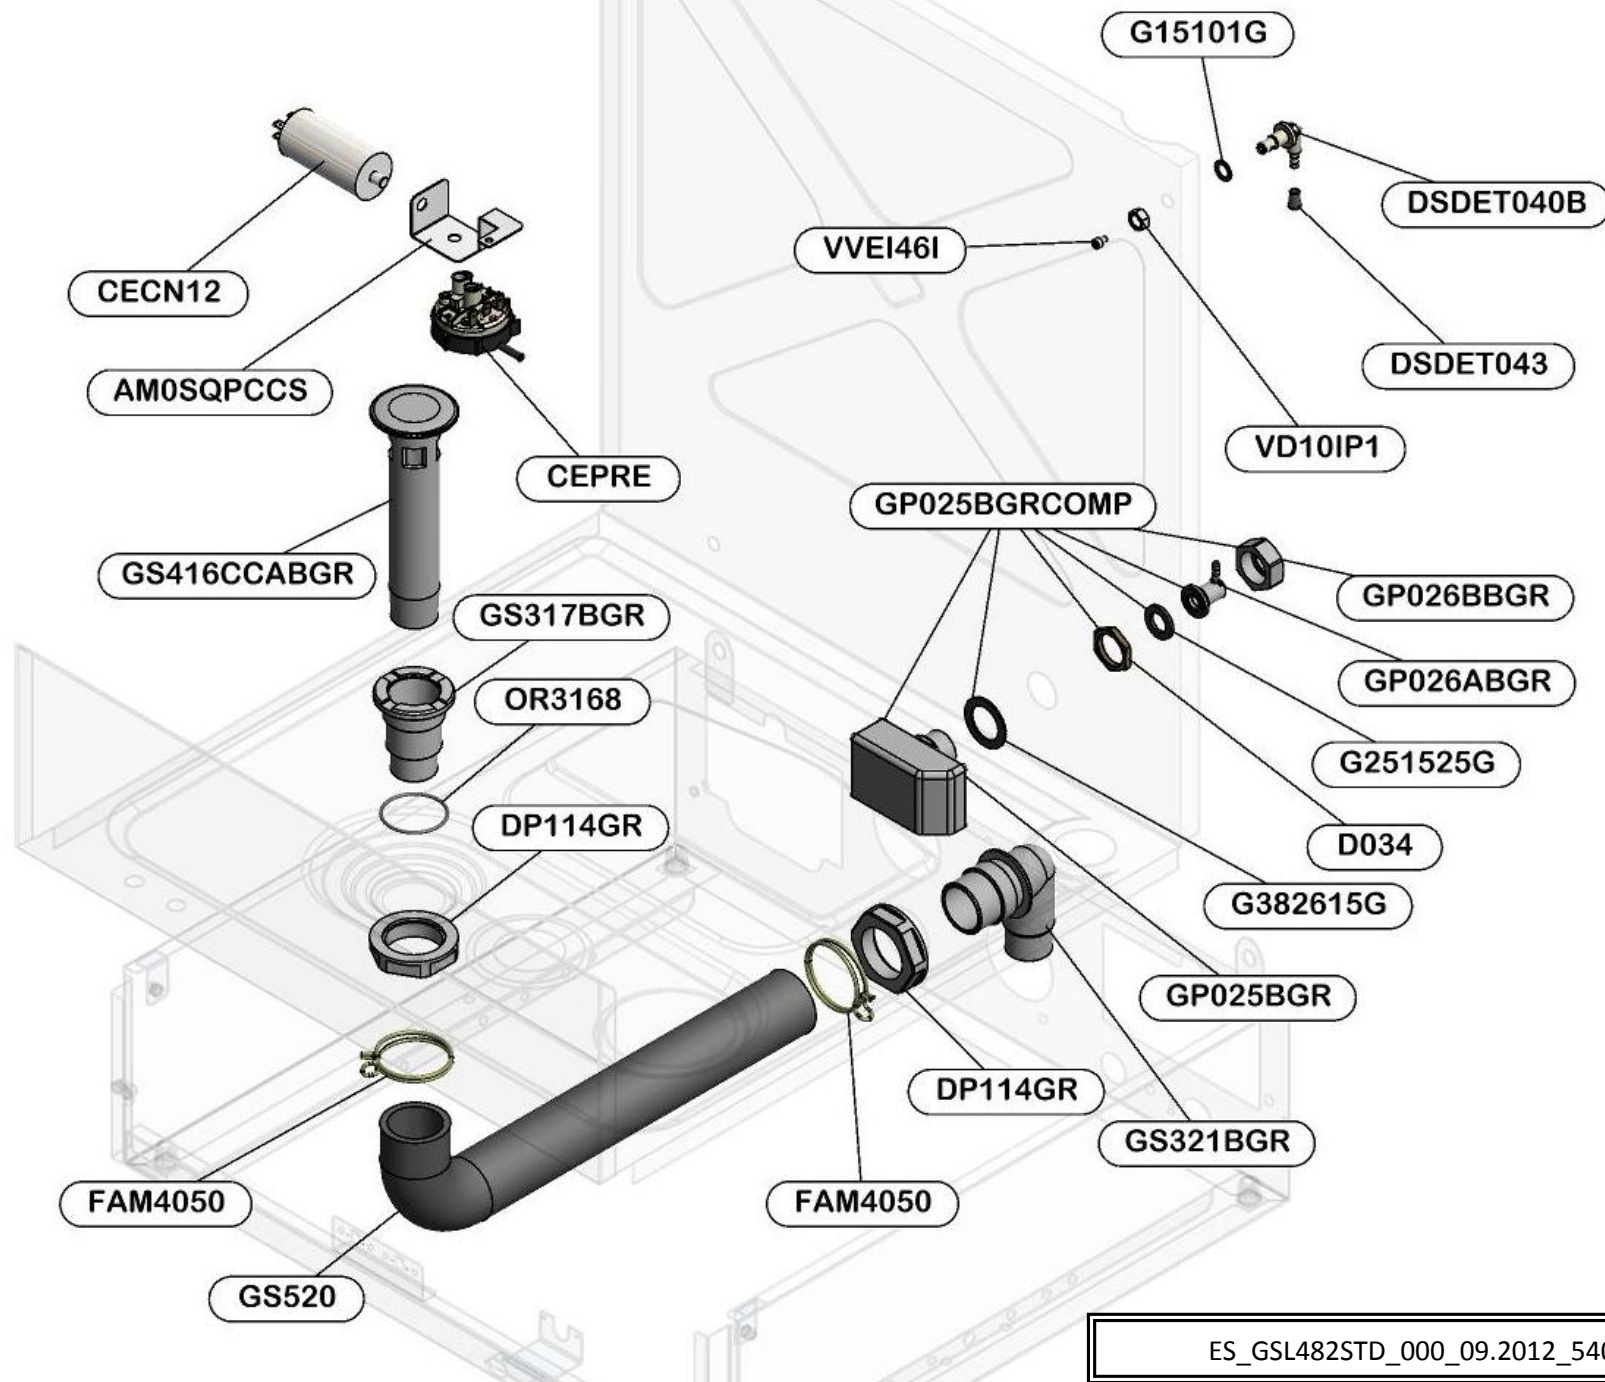 G15101G
DSDET040B
VVEI46I
CECN12
DSDET043
AM0SQPCCS
VD10IP1
CEPRE
GP025BGRCOMP
GS416CCABGR
GP026BBGR
GS317BGR
GP026ABGR
OR3168
G251525G
DP114GR
D034
G382615G
GP025BGR
DP114GR
GS321BGR
FAM4050
FAM4050
GS520
ES_GSL482STD_000_09.2012_540